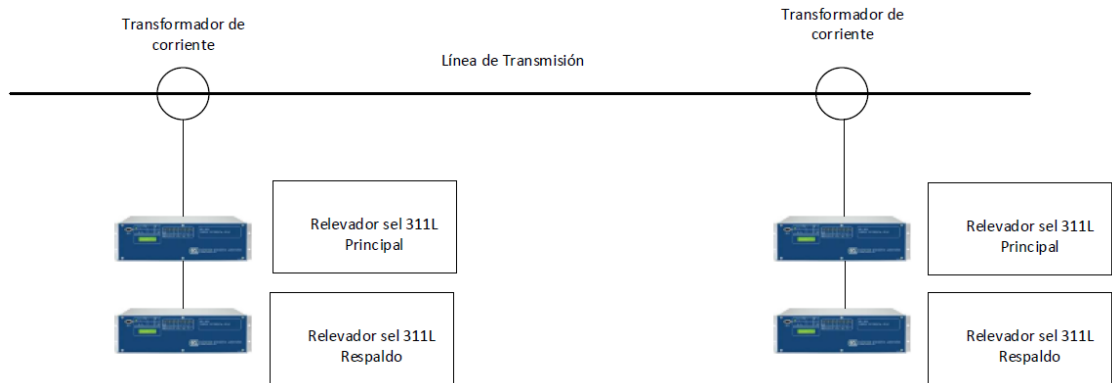 Transformador de
corriente
Transformador de
corriente
Línea de Transmisión
Relevador sel 311L
Principal
Relevador sel 311L
Principal
Relevador sel 311L
Respaldo
Relevador sel 311L
Respaldo